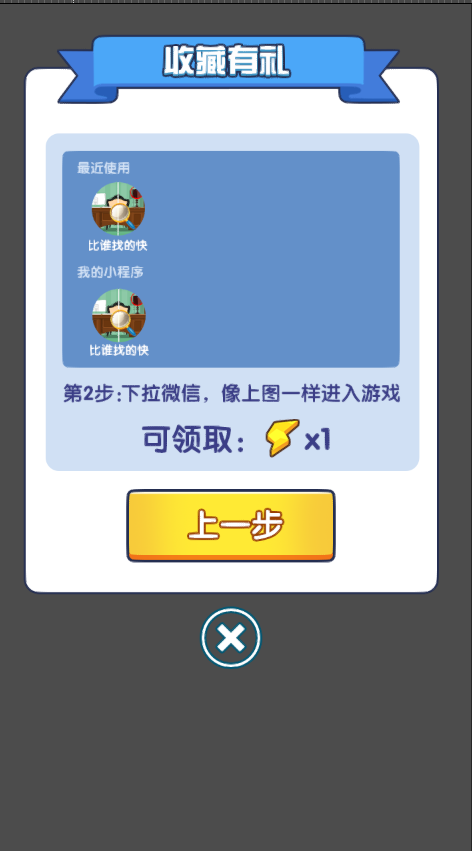 收藏有礼
最近使用
比谁找的快
我的小程序
比谁找的快
第2步:下拉微信，像上图一样进入游戏
可领取：x1
上一步